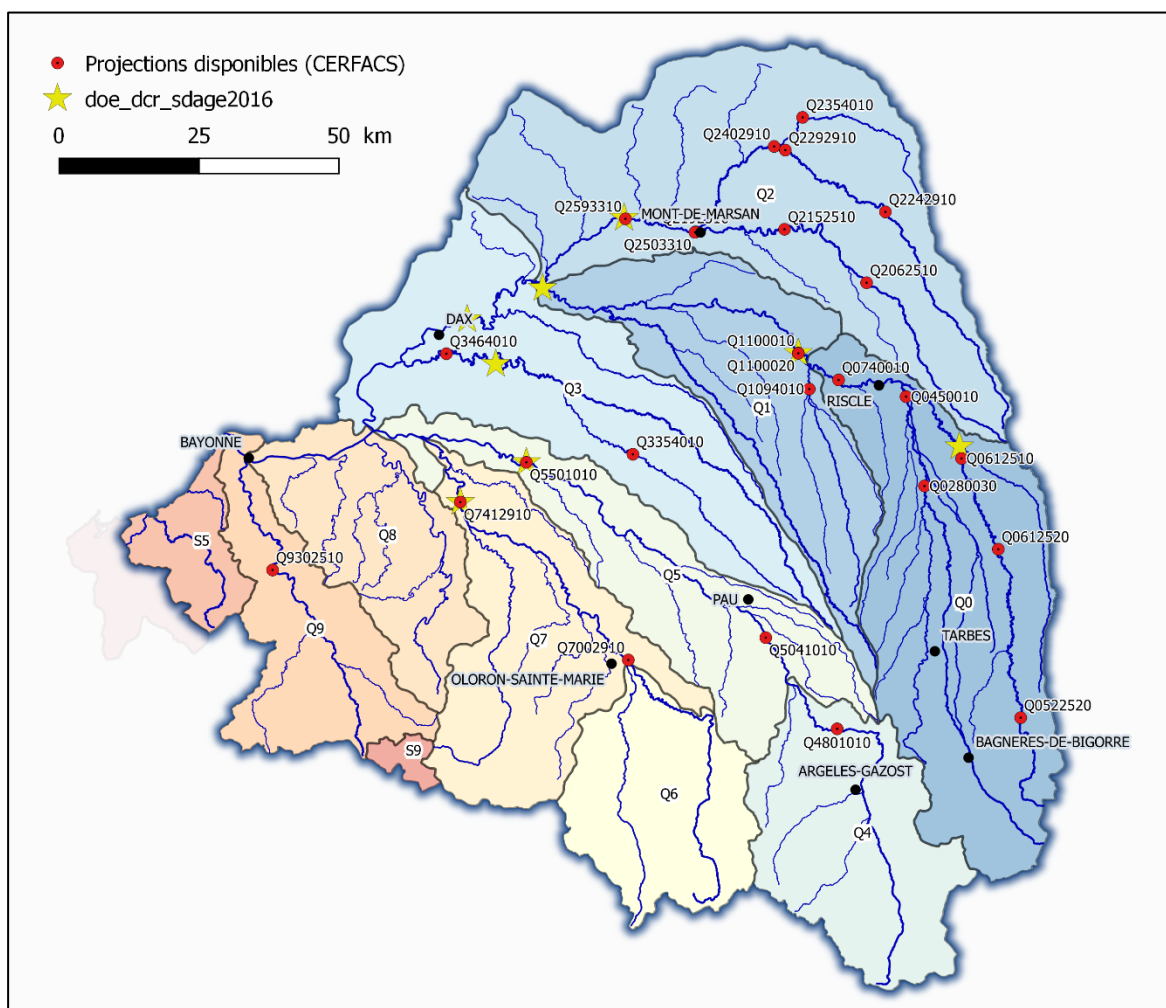 Projections disponibles (CERFACS)
doe_dcr_sdage2016
0 25 50 km
Q2354010
Q2402910
Q2292910
Q2
Q2593310
MONT-DE-MARSAN
Q2242910
Q2152510
Q2503310
Q2062510
DAX
Q3464010
Q1100010
Q1100020
Q0740010
Q1094010
RISCLE
Q0450010
Q3
Q1
BAYONNE
Q3354010
Q0612510
Q5501010
Q0280030
Q7412910
S5
Q8
Q9302510
Q0612520
Q5
PAU
Q0
Q9
Q7
Q7002910
Q5041010
TARBES
OLORON-SAINTE-MARIE
Q0522520
Q4801010
BAGNERES-DE-BIGORRE
S9
ARGELES-GAZOST
Q6
Q4